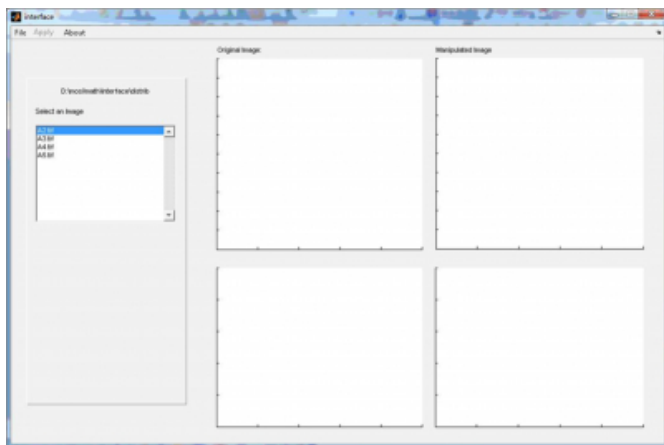 interface
File Apply About
Original Image:
Manipulated Image
Select an Image
A2.tif
A3.tif
A4.tif
A5.tif